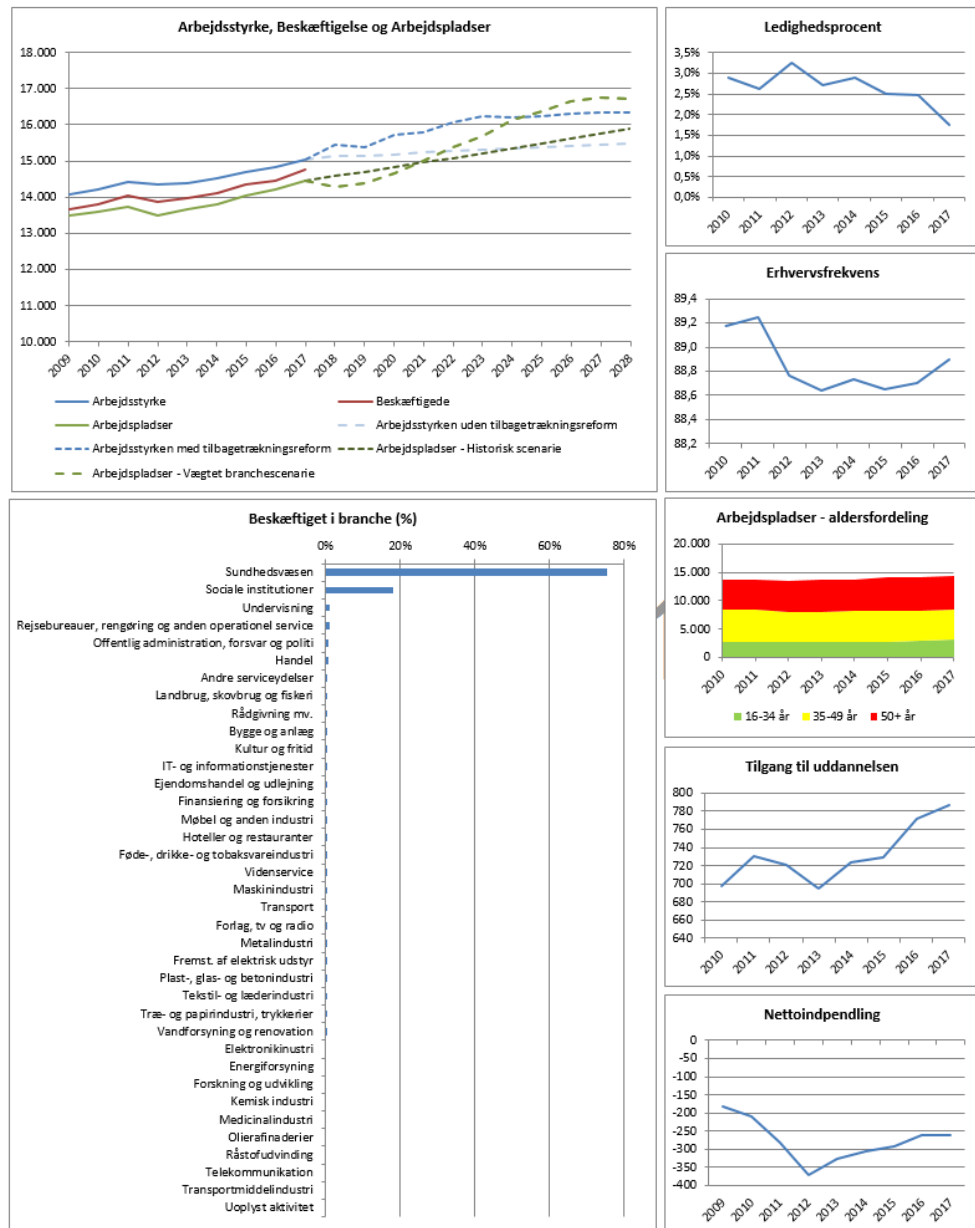 Arbejdsstyrke, Beskæftigelse og Arbejdspladser
18.000
17.000
16.000
15.000
14.000
13.000
12.000
11.000
10.000
2009 2010 2011 2012 2013 2014 2015 2016 2017 2018 2019 2020 2021 2022 2023 2024 2025 2026 2027 2028
Arbejdsstyrke Beskæftigede
Arbejdspladser Arbejdsstyrken uden tilbagetrækningsreform
Arbejdsstyrken med tilbagetrækningsreform Arbejdspladser - Historisk scenarie
Arbejdspladser - Vægtet branchescenarie
Ledighedsprocent
3,5%
3,0%
2,5%
2,0%
1,5%
1,0%
0,5%
0,0%
2010 2011 2012 2013 2014 2015 2016 2017
Erhvervsfrekvens
89,4
89,2
89,0
88,8
88,6
88,4
88,2
2010 2011 2012 2013 2014 2015 2016 2017
Beskæftiget i branche (%)
0% 20% 40% 60% 80%
Sundhedsvæsen
Sociale institutioner
Undervisning
Rejsebureauer, rengøring og anden operationel service
Offentlig administration, forsvar og politi
Handel
Andre serviceydelser
Landbrug, skovbrug og fiskeri
Rådgivning mv.
Bygge og anlæg
Kultur og fritid
IT- og informationstjenester
Ejendomshandel og udlejning
Finansiering og forsikring
Møbel og anden industri
Hoteller og restauranter
Føde-, drikke- og tobaksvareindustri
Videnservice
Maskinindustri
Transport
Forlag, tv og radio
Metalindustri
Fremst. af elektrisk udstyr
Plast-, glas- og betonindustri
Tekstil- og læderindustri
Træ- og papirindustri, trykkerier
Vandforsyning og renovation
Elektronikinustri
Energiforsyning
Forskning og udvikling
Kemisk industri
Medicinalindustri
Olierafinaderier
Råstofudvinding
Telekommunikation
Transportmiddelindustri
Uoplyst aktivitet
Arbejdspladser - aldersfordeling
20.000
15.000
10.000
5.000
0
2010 2011 2012 2013 2014 2015 2016 2017
16-34 år 35-49 år 50+ år
Tilgang til uddannelsen
800
780
760
740
720
700
680
660
640
2010 2011 2012 2013 2014 2015 2016 2017
Nettoindpendling
0
-50
-100
-150
-200
-250
-300
-350
-400
2009 2010 2011 2012 2013 2014 2015 2016 2017